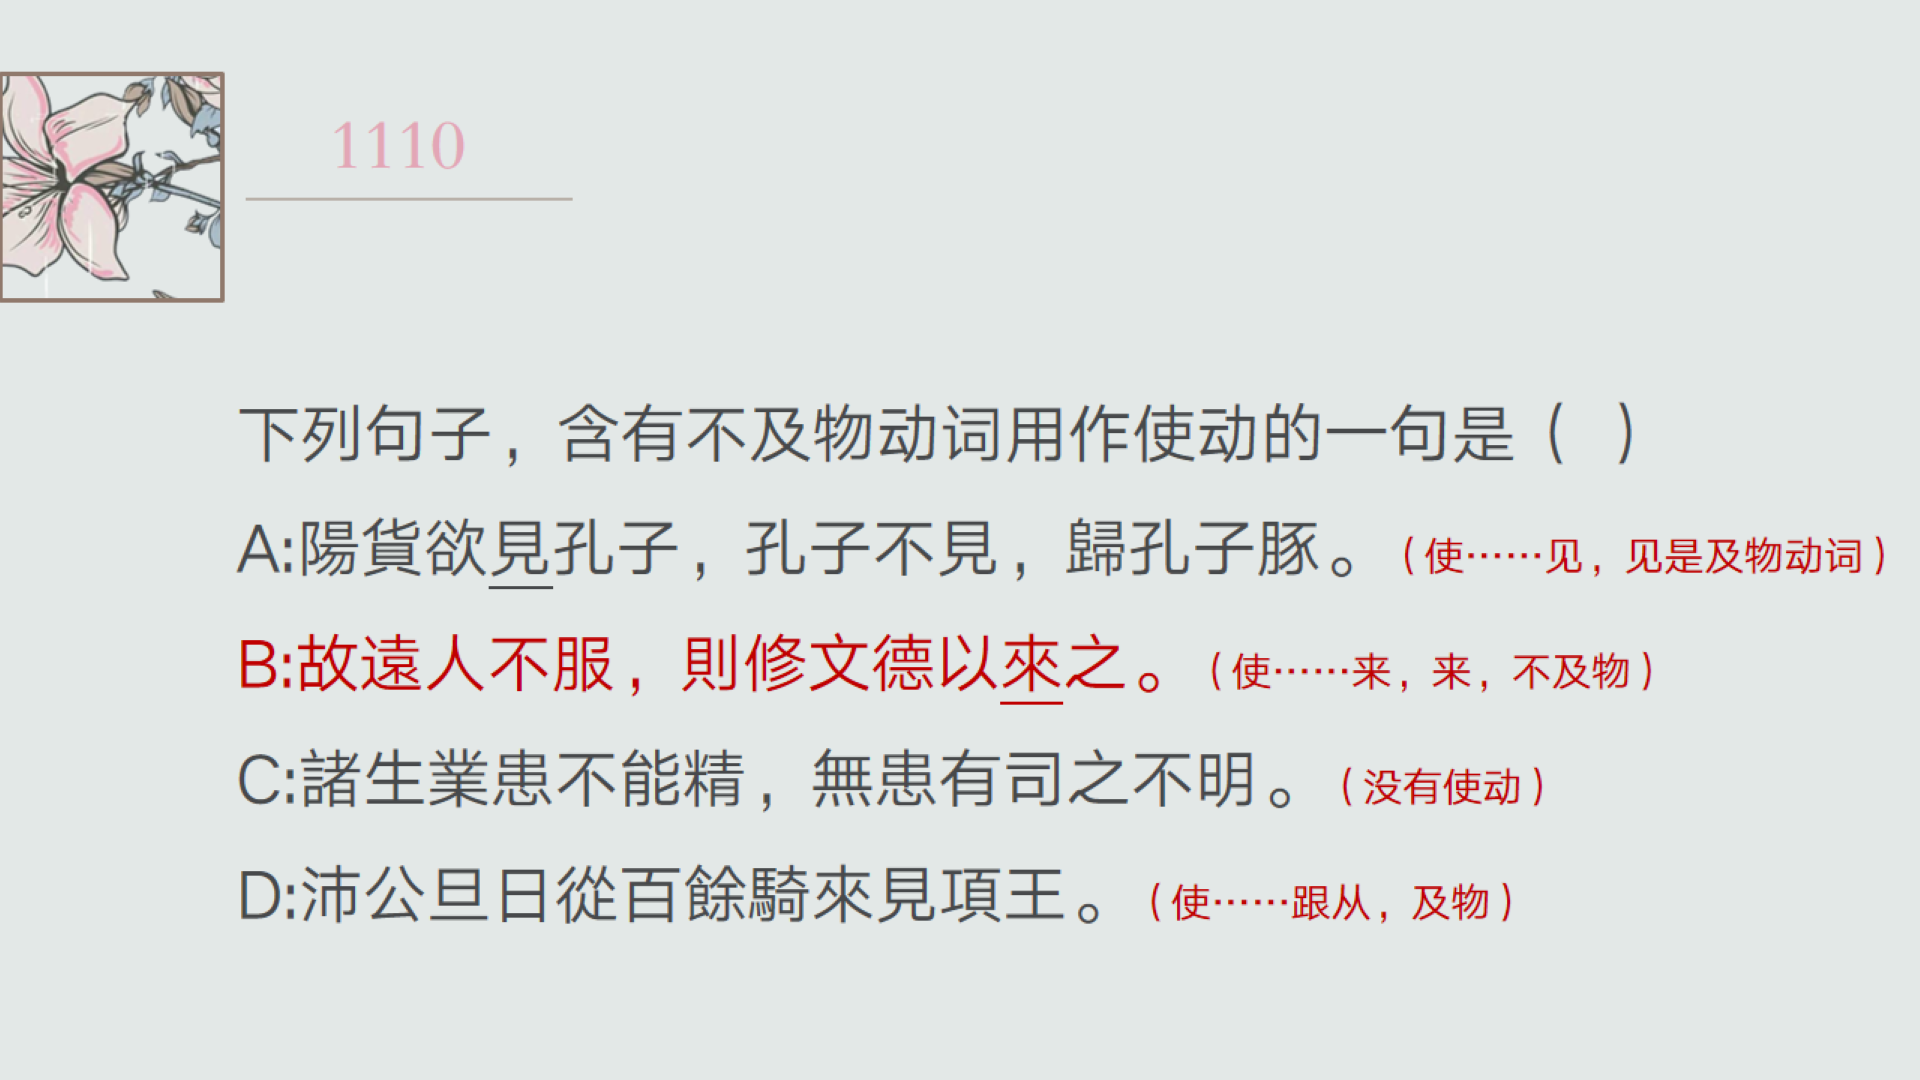 1110
下列句子，含有不及物动词用作使动的一句是（  ）
A:陽貨欲見孔子，孔子不見，歸孔子豚。（使……见，见是及物动词）
B:故遠人不服，則修文德以來之。（使……来，来，不及物）
C:諸生業患不能精，無患有司之不明。（没有使动）
D:沛公旦日從百餘騎來見項王。（使……跟从，及物）